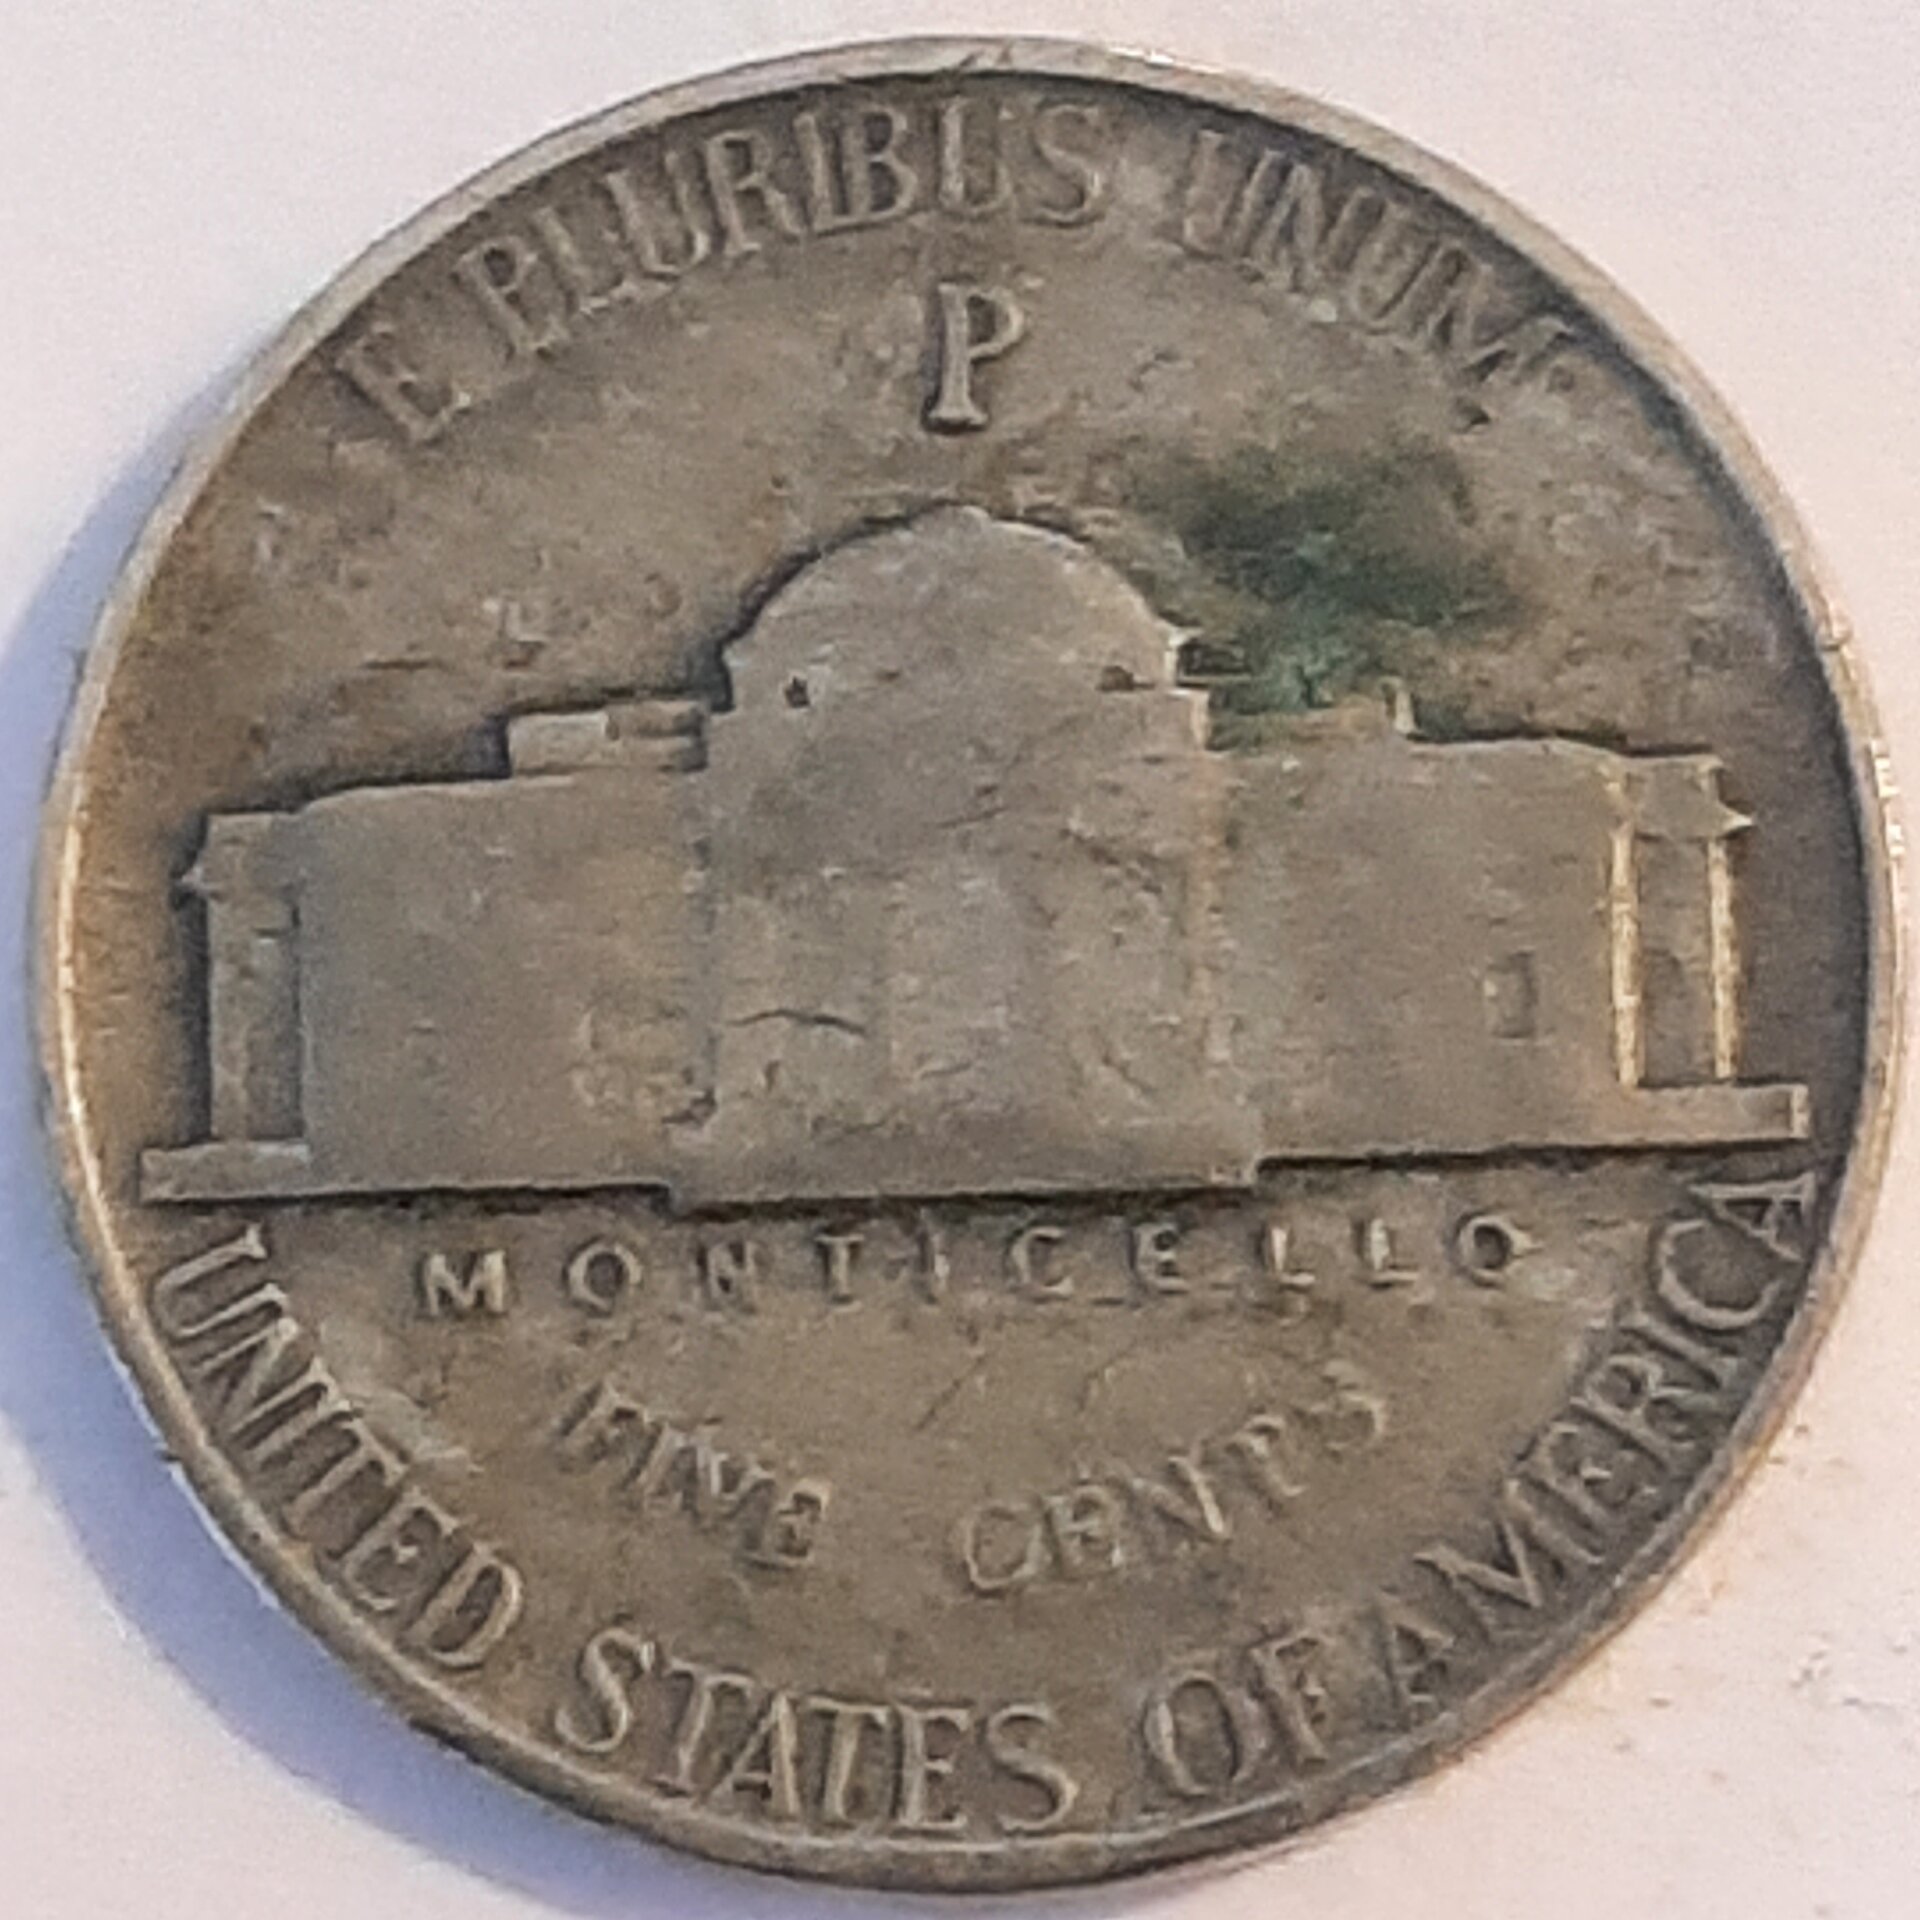 E PLURIBUS UNUM
P
MONTICELLO
FIVE CENTS
UNITED STATES OF AMERICA